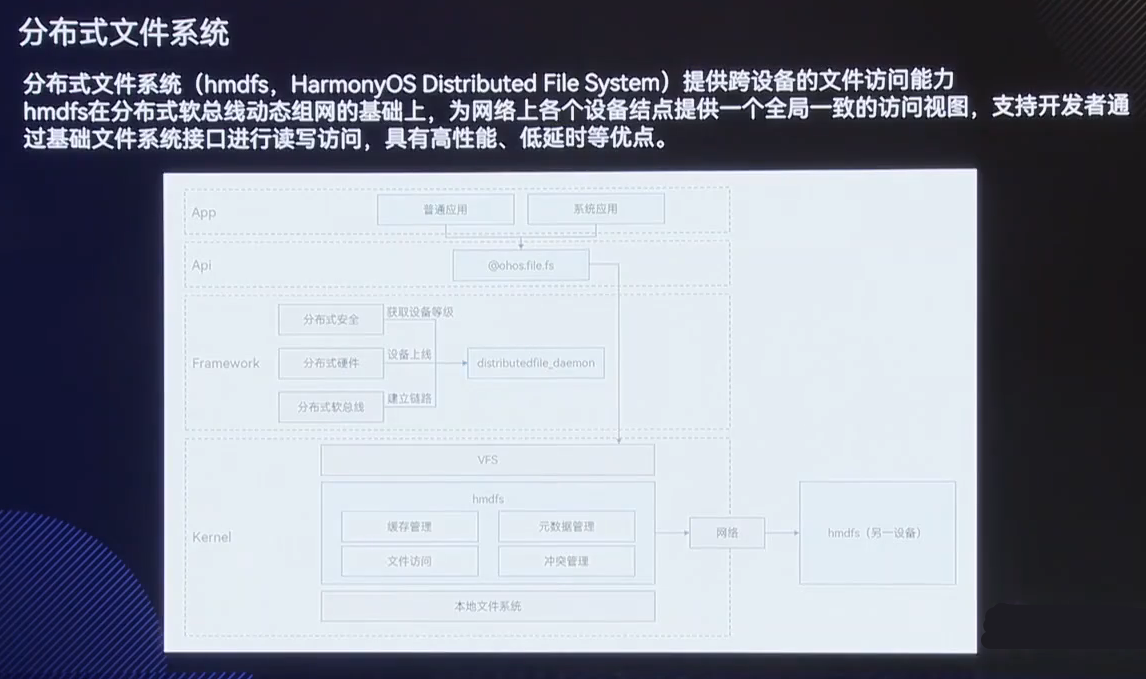 分布式文件系统
分布式文件系统（hmdfs，HarmonyOS Distributed File System）提供跨设备的文件访问能力
hmdfs在分布式软总线动态组网的基础上，为网络上各个设备结点提供一个全局一致的访问视图，支持开发者通
过基础文件系统接口进行读写访问，具有高性能、低延时等优点。
App
普通应用
系统应用
Api
@ohos.file.fs
Framework
分布式安全
获取设备等级
分布式硬件
设备上线
distributedfile_daemon
分布式软总线
建立链路
Kernel
VFS
hmdfs
缓存管理
元数据管理
文件访问
冲突管理
本地文件系统
网络
hmdfs（另一设备）